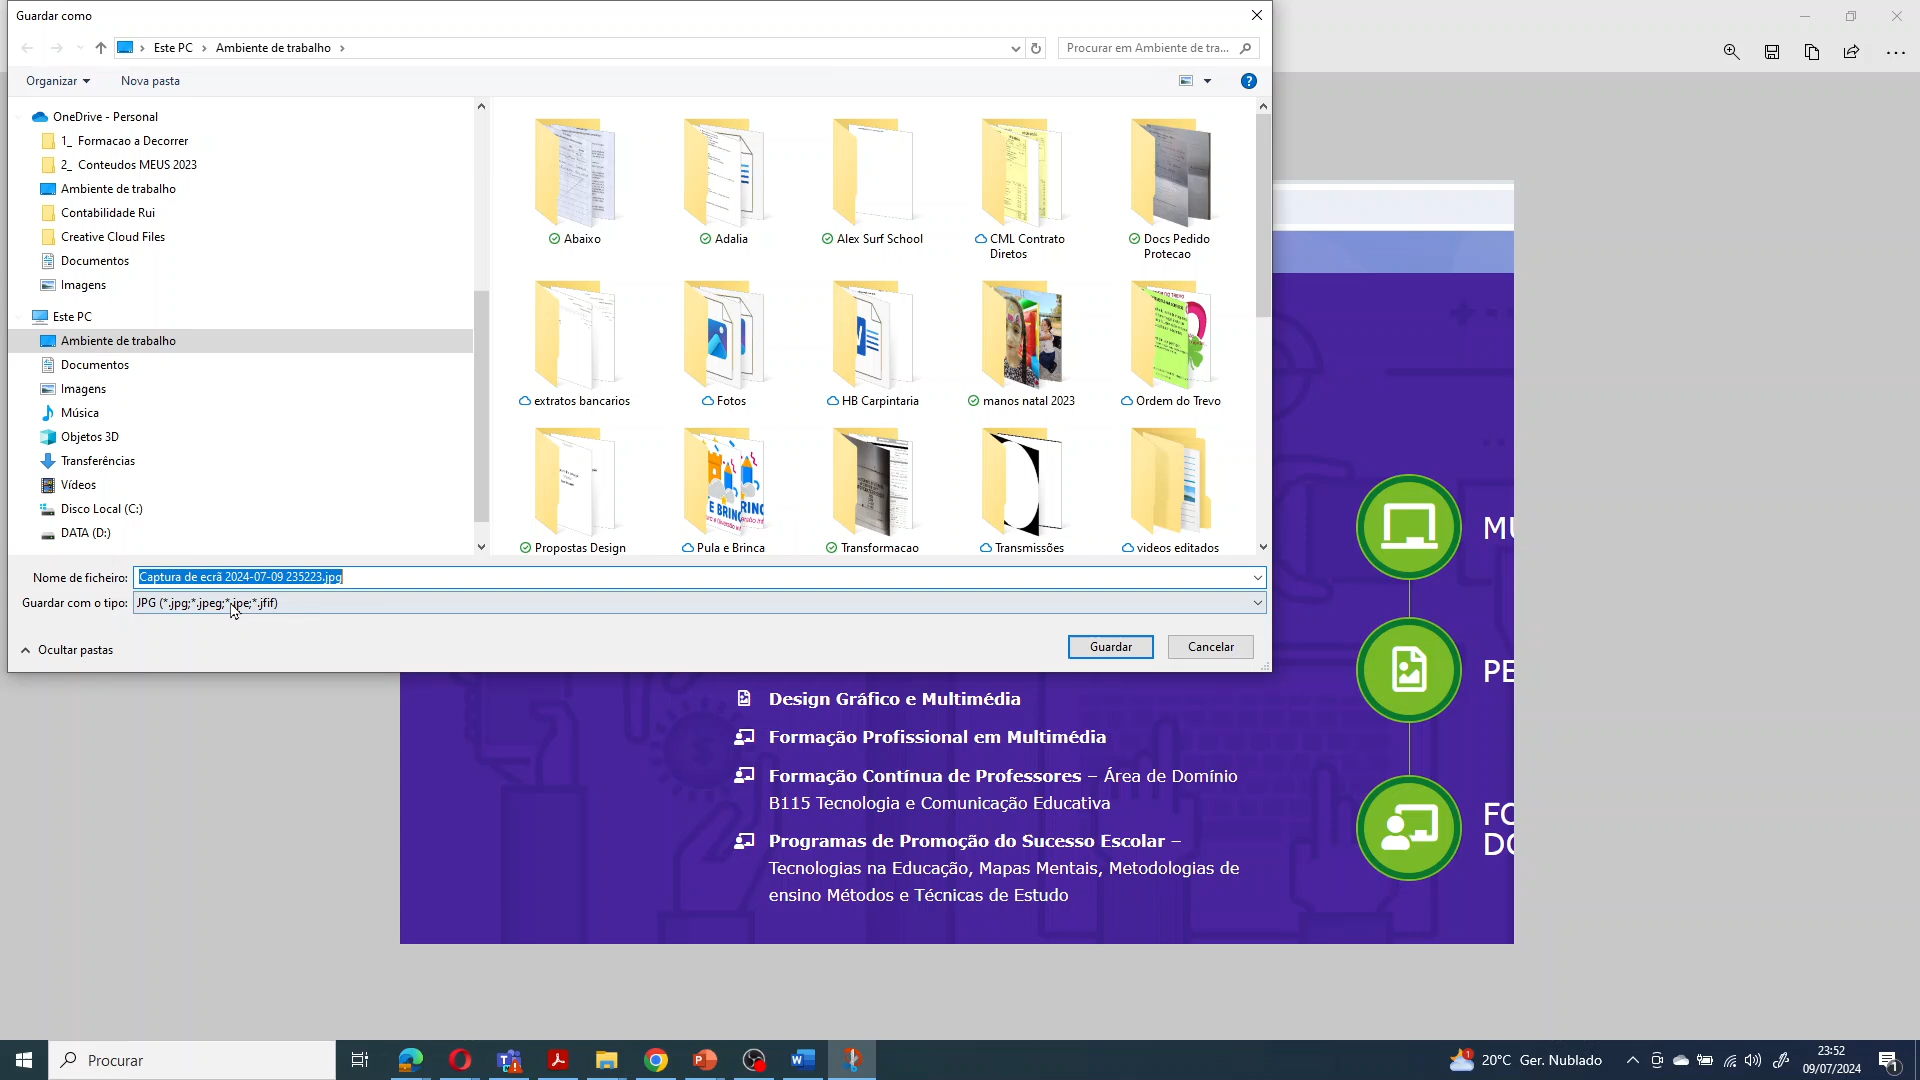 Guardar como
Este PC
Ambiente de trabalho
Procurar em Ambiente de tra...
Organizar
Nova pasta
OneDrive - Personal
1_ Formacao a Decorrer
2_ Conteudos MEUS 2023
Ambiente de trabalho
Contabilidade Rui
Creative Cloud Files
Documentos
Imagens
Este PC
Ambiente de trabalho
Documentos
Imagens
Música
Objetos 3D
Transferências
Vídeos
Disco Local (C:)
DATA (D:)
Abaixo
Adalia
Alex Surf School
CML Contrato
Diretos
Docs Pedido
Protecao
extratos bancarios
Fotos
HB Carpintaria
manos natal 2023
Ordem do Trevo
Propostas Design
Pula e Brinca
Transformacao
Transmissões
videos editados
Nome de ficheiro:
Captura de ecrã 2024-07-09 235223.jpg
Guardar com o tipo:
JPG (*.jpg;*.jpeg;*.jpe;*.jfif)
Ocultar pastas
Guardar
Cancelar
Design Gráfico e Multimédia
Formação Profissional em Multimédia
Formação Contínua de Professores – Área de Domínio
B115 Tecnologia e Comunicação Educativa
Programas de Promoção do Sucesso Escolar –
Tecnologias na Educação, Mapas Mentais, Metodologias de
ensino Métodos e Técnicas de Estudo
MU
PE
FO
DO
Procurar
20°C Ger. Nublado
23:52
09/07/2024